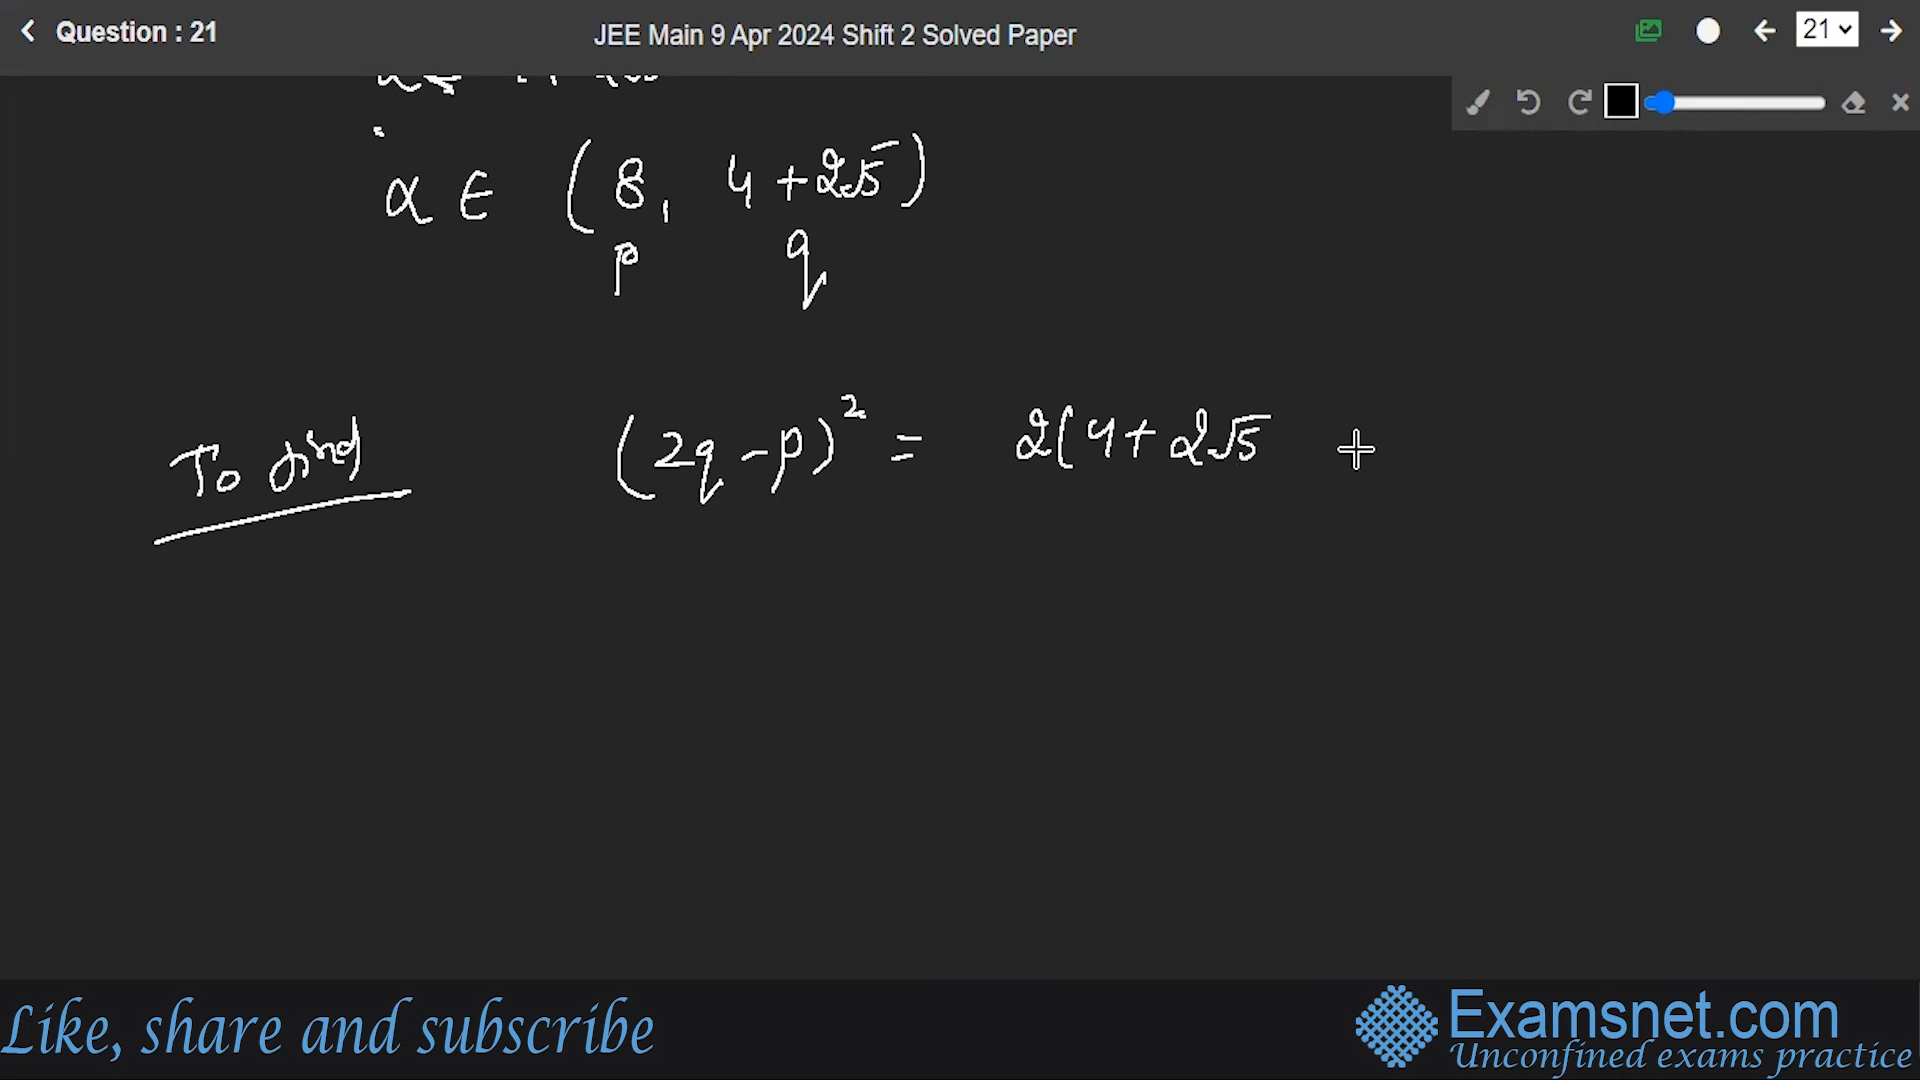 Question : 21
JEE Main 9 Apr 2024 Shift 2 Solved Paper
21
α ∈ (8, 4+2√5)
p q
To find (2q-p)² = 2(4+2√5
Like, share and subscribe
Examsnet.com
Unconfined exams practice